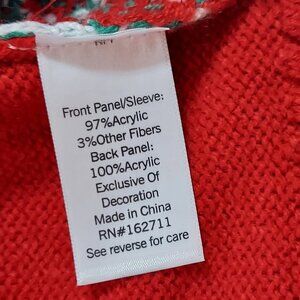 Front Panel/Sleeve:
97%Acrylic
3%Other Fibers
Back Panel:
100%Acrylic
Exclusive Of
Decoration
Made in China
RN#162711
See reverse for care